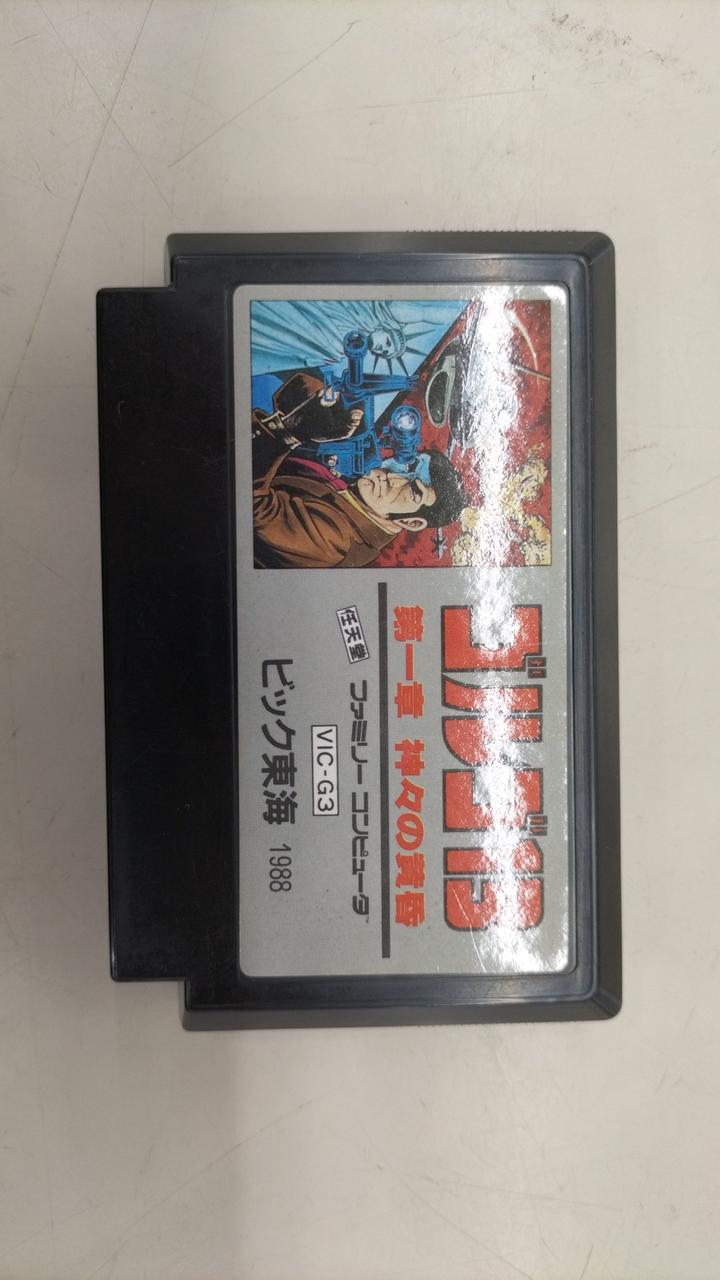 ゴルゴ13
第一章 神々の黄昏
任天堂 ファミリーコンピュータ
VIC-G3
ビック東海 1988